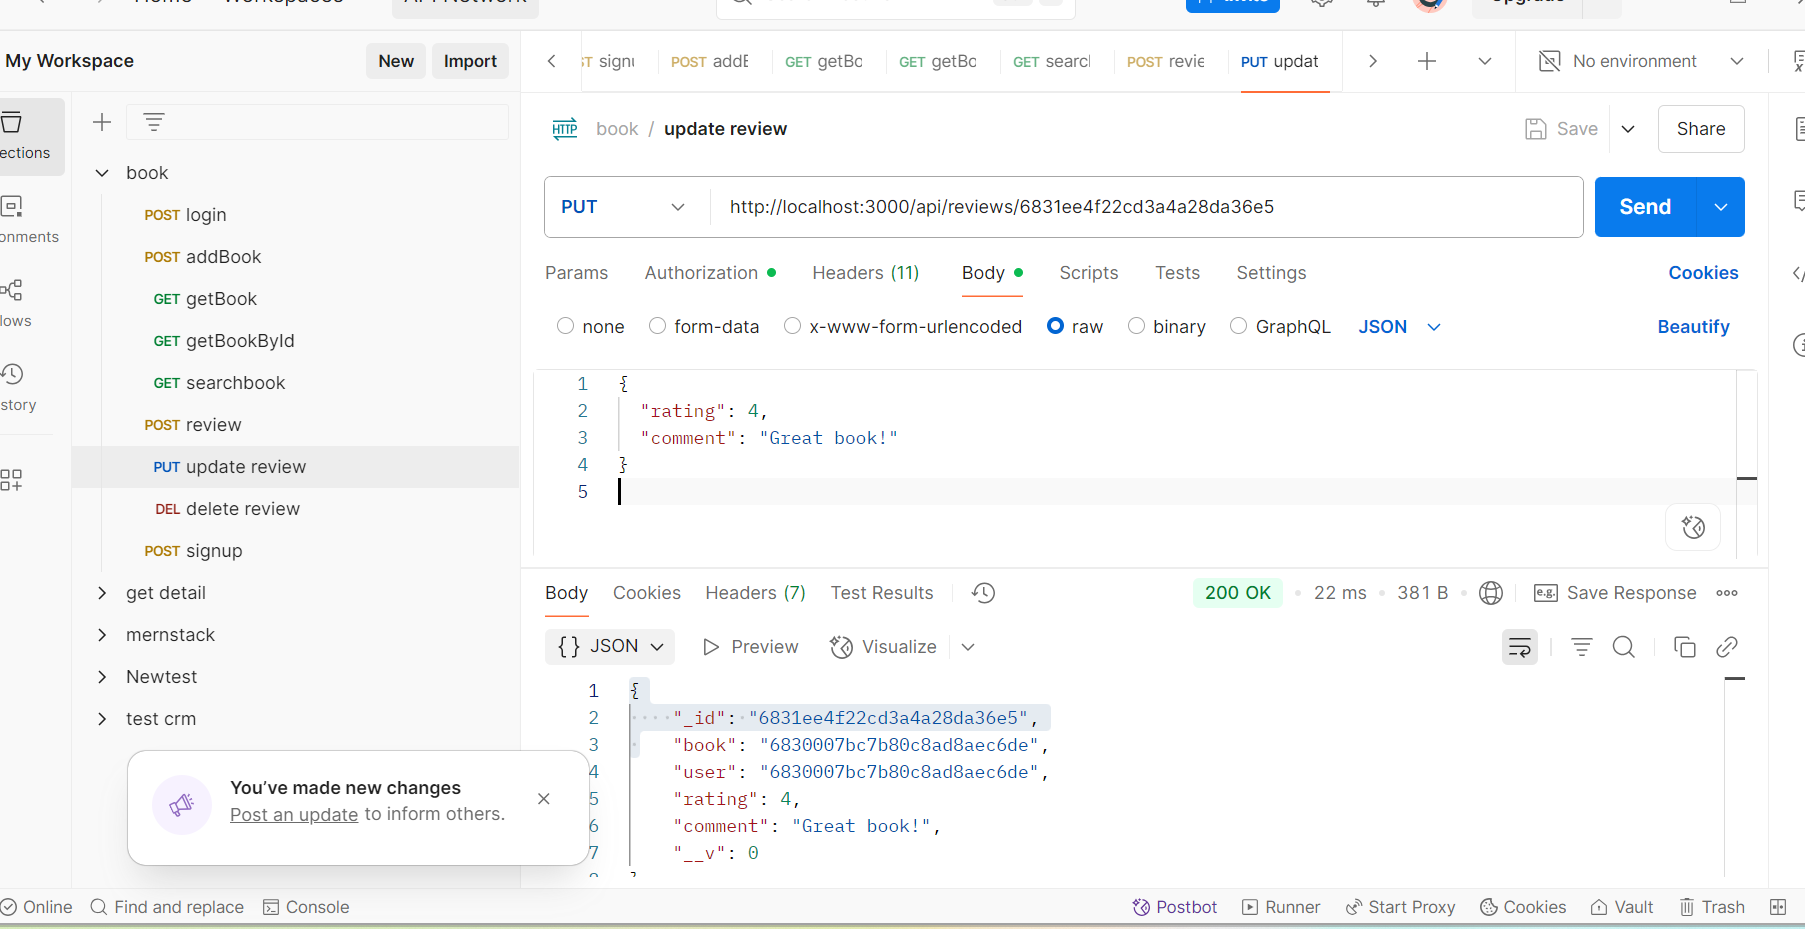 My Workspace
New
Import
signu
POST addB
GET getBo
GET getBo
GET searc
POST revie
PUT updat
No environment
HTTP
book / update review
Save
Share
PUT
http://localhost:3000/api/reviews/6831ee4f22cd3a4a28da36e5
Send
Params
Authorization
Headers (11)
Body
Scripts
Tests
Settings
Cookies
none
form-data
x-www-form-urlencoded
raw
binary
GraphQL
JSON
Beautify
1 {
2 "rating": 4,
3 "comment": "Great book!"
4 }
5
ections
onments
lows
story
book
POST login
POST addBook
GET getBook
GET getBookById
GET searchbook
POST review
PUT update review
DEL delete review
POST signup
get detail
mernstack
Newtest
test crm
You've made new changes
Post an update to inform others.
Body
Cookies
Headers (7)
Test Results
200 OK
22 ms
381 B
e.g.
Save Response
{} JSON
Preview
Visualize
1 {
2 "_id": "6831ee4f22cd3a4a28da36e5",
3 "book": "6830007bc7b80c8ad8aec6de",
4 "user": "6830007bc7b80c8ad8aec6de",
5 "rating": 4,
6 "comment": "Great book!",
7 "__v": 0
Online
Find and replace
Console
Postbot
Runner
Start Proxy
Cookies
Vault
Trash